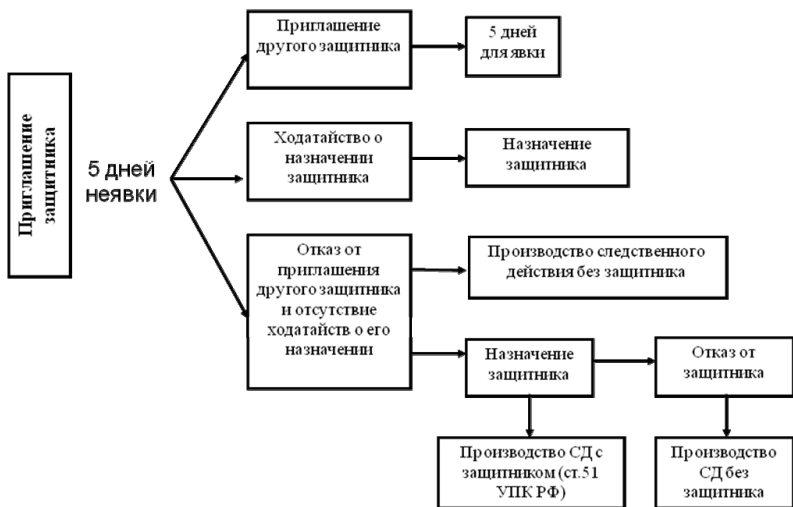 Приглашение
защитника
5 дней
неявки
Приглашение
другого защитника
5 дней
для явки
Ходатайство о
назначении
защитника
Назначение
защитника
Отказ от
приглашения
другого защитника
и отсутствие
ходатайств о его
назначении
Производство следственного
действия без защитника
Назначение
защитника
Отказ от
защитника
Производство СД с
защитником (ст.51
УПК РФ)
Производство
СД без
защитника